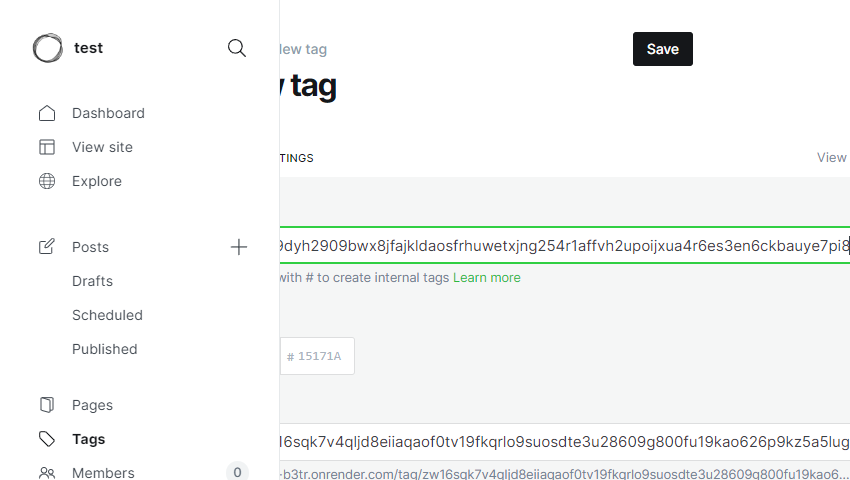 test
Dashboard
View site
Explore
Posts
Drafts
Scheduled
Published
Pages
Tags
Members 0
New tag
tag
Save
TINGS
View
9dyh2909bwx8jfajkldaosfrhuwetxjng254r1affvh2upoijxua4r6es3en6ckbauye7pi8
with # to create internal tags Learn more
# 15171A
16sqk7v4qljd8eiiaqaof0tv19fkqrlo9suosdte3u28609g800fu19kao626p9kz5a5lug
-b3tr.onrender.com/tag/zw16sqk7v4qljd8eiiaqaof0tv19fkqrlo9suosdte3u28609g800fu19kao6...